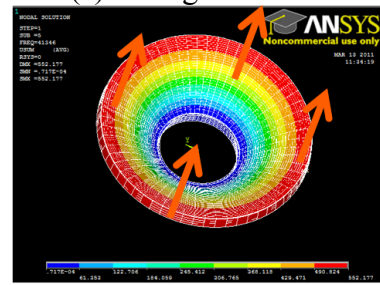 NODAL SOLUTION
STEP=1
SUB =5
FREQ=41346
USUM (AVG)
RSYS=0
DMX =552.177
SMN =.717E-04
SMX =552.177
ANSYS
Noncommercial use only
MAR 13 2011
11:34:19
Y
.717E-04 122.706 245.412 368.118 490.824
61.353 184.059 306.765 429.471 552.177